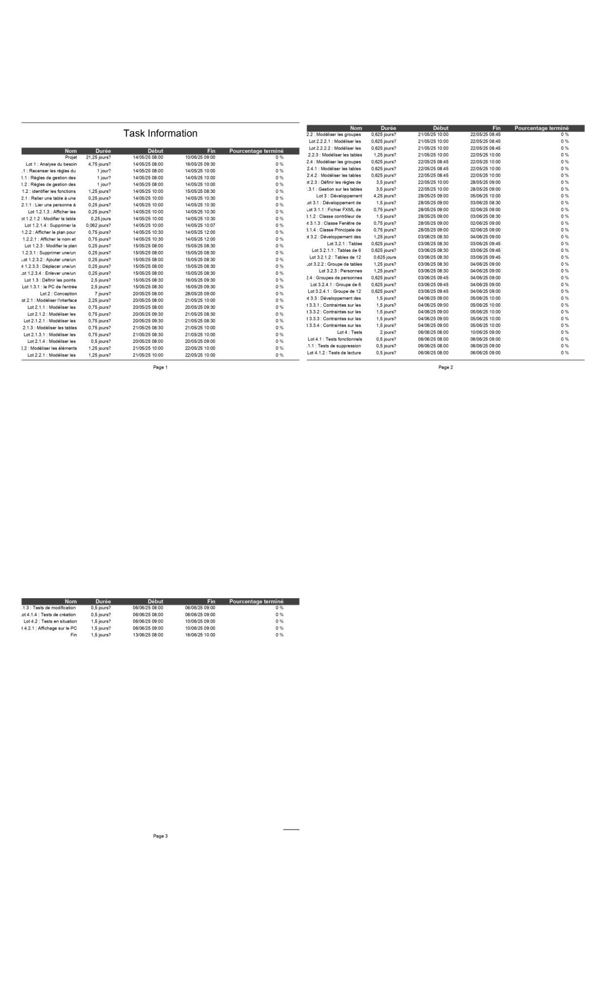 Task Information
Nom Durée Début Fin Pourcentage terminé
Projet 21,25 jours? 14/05/25 08:00 10/06/25 09:00 0 %
Lot 1 : Analyse du besoin 4,75 jours? 14/05/25 08:00 16/05/25 09:30 0 %
.1 : Recenser les règles du 1 jour? 14/05/25 08:00 14/05/25 10:00 0 %
1.1 : Règles de gestion des 1 jour? 14/05/25 08:00 14/05/25 10:00 0 %
1.2 : Règles de gestion des 1 jour? 14/05/25 08:00 14/05/25 10:00 0 %
1.2 : identifier les fonctions 1,25 jours? 14/05/25 10:00 15/05/25 08:30 0 %
2.1 : Relier une table à une 0,25 jours? 14/05/25 10:00 14/05/25 10:30 0 %
2.1.1 : Lier une personne à 0,25 jours? 14/05/25 10:00 14/05/25 10:30 0 %
Lot 1.2.1.3 : Afficher les 0,25 jours? 14/05/25 10:00 14/05/25 10:30 0 %
ot 1.2.1.2 : Modifier la table 0,25 jours 14/05/25 10:00 14/05/25 10:30 0 %
Lot 1.2.1.4 : Supprimer la 0,062 jours? 14/05/25 10:00 14/05/25 10:07 0 %
1.2.2 : Afficher le plan pour 0,75 jours? 14/05/25 10:30 14/05/25 12:00 0 %
1.2.2.1 : Afficher le nom et 0,75 jours? 14/05/25 10:30 14/05/25 12:00 0 %
Lot 1.2.3 : Modifier le plan 0,25 jours? 15/05/25 08:00 15/05/25 08:30 0 %
1.2.3.1 : Supprimer une/un 0,25 jours? 15/05/25 08:00 15/05/25 08:30 0 %
Lot 1.2.3.2 : Ajouter une/un 0,25 jours? 15/05/25 08:00 15/05/25 08:30 0 %
t 1.2.3.3 : Déplacer une/un 0,25 jours? 15/05/25 08:00 15/05/25 08:30 0 %
ot 1.2.3.4 : Enlever une/un 0,25 jours? 15/05/25 08:00 15/05/25 08:30 0 %
Lot 1.3 : Définir les points 2,5 jours? 15/05/25 08:30 16/05/25 09:30 0 %
Lot 1.3.1 : le PC de l'entrée 2,5 jours? 15/05/25 08:30 16/05/25 09:30 0 %
Lot 2 : Conception 7 jours? 20/05/25 08:00 28/05/25 09:00 0 %
ot 2.1 : Modéliser l'interface 2,25 jours? 20/05/25 08:00 21/05/25 10:00 0 %
Lot 2.1.1 : Modéliser les 0,75 jours? 20/05/25 08:00 20/05/25 09:30 0 %
Lot 2.1.2 : Modéliser les 0,75 jours? 20/05/25 09:30 21/05/25 08:30 0 %
Lot 2.1.2.1 : Modéliser les 0,75 jours? 20/05/25 09:30 21/05/25 08:30 0 %
2.1.3 : Modéliser les tables 0,75 jours? 21/05/25 08:30 21/05/25 10:00 0 %
Lot 2.1.3.1 : Modéliser les 0,75 jours? 21/05/25 08:30 21/05/25 10:00 0 %
Lot 2.1.4 : Modéliser les 0,5 jours? 20/05/25 08:00 20/05/25 09:00 0 %
2.2 : Modéliser les éléments 1,25 jours? 21/05/25 10:00 22/05/25 10:00 0 %
Lot 2.2.1 : Modéliser les 1,25 jours? 21/05/25 10:00 22/05/25 10:00 0 %
Page 1
Nom Durée Début Fin Pourcentage terminé
2.2 : Modéliser les groupes 0,625 jours? 21/05/25 10:00 22/05/25 08:45 0 %
Lot 2.2.2.1 : Modéliser les 0,625 jours? 21/05/25 10:00 22/05/25 08:45 0 %
Lot 2.2.2.2 : Modéliser les 0,625 jours? 21/05/25 10:00 22/05/25 08:45 0 %
2.2.3 : Modéliser les tables 1,25 jours? 21/05/25 10:00 22/05/25 10:00 0 %
2.4 : Modéliser les groupes 0,625 jours? 22/05/25 08:45 22/05/25 10:00 0 %
2.4.1 : Modéliser les tables 0,625 jours? 22/05/25 08:45 22/05/25 10:00 0 %
2.4.2 : Modéliser les tables 0,625 jours? 22/05/25 08:45 22/05/25 10:00 0 %
ot 2.3 : Définir les règles de 3,5 jours? 22/05/25 10:00 28/05/25 09:00 0 %
.3.1 : Gestion sur les tables 3,5 jours? 22/05/25 10:00 28/05/25 09:00 0 %
Lot 3 : Développement 4,25 jours? 28/05/25 09:00 05/06/25 10:00 0 %
Lot 3.1 : Développement de 1,5 jours? 28/05/25 09:00 03/06/25 08:30 0 %
Lot 3.1.1 : Fichier FXML de 0,75 jours? 28/05/25 09:00 02/06/25 09:00 0 %
3.1.2 : Classe contrôleur de 1,5 jours? 28/05/25 09:00 03/06/25 08:30 0 %
t 3.1.3 : Classe Fenêtre de 0,75 jours? 28/05/25 09:00 02/06/25 09:00 0 %
3.1.4 : Classe Principale de 0,75 jours? 28/05/25 09:00 02/06/25 09:00 0 %
ot 3.2 : Développement des 1,25 jours? 03/06/25 08:30 04/06/25 09:00 0 %
Lot 3.2.1 : Tables 0,625 jours? 03/06/25 08:30 03/06/25 09:45 0 %
Lot 3.2.1.1 : Tables de 6 0,625 jours? 03/06/25 08:30 03/06/25 09:45 0 %
Lot 3.2.1.2 : Tables de 12 0,625 jours 03/06/25 08:30 03/06/25 09:45 0 %
Lot 3.2.2 : Groupe de tables 1,25 jours? 03/06/25 08:30 04/06/25 09:00 0 %
Lot 3.2.3 : Personnes 1,25 jours? 03/06/25 08:30 04/06/25 09:00 0 %
2.4 : Groupes de personnes 0,625 jours? 03/06/25 09:45 04/06/25 09:00 0 %
Lot 3.2.4.1 : Groupe de 6 0,625 jours? 03/06/25 09:45 04/06/25 09:00 0 %
Lot 3.2.4.1 : Groupe de 12 0,625 jours? 03/06/25 09:45 04/06/25 09:00 0 %
t 3.3 : Développement des 1,5 jours? 04/06/25 09:00 05/06/25 10:00 0 %
t 3.3.1 : Contraintes sur les 1,5 jours? 04/06/25 09:00 05/06/25 10:00 0 %
t 3.3.2 : Contraintes sur les 1,5 jours? 04/06/25 09:00 05/06/25 10:00 0 %
t 3.3.3 : Contraintes sur les 1,5 jours? 04/06/25 09:00 05/06/25 10:00 0 %
t 3.3.4 : Contraintes sur les 1,5 jours? 04/06/25 09:00 05/06/25 10:00 0 %
Lot 4 : Tests 2 jours? 06/06/25 08:00 10/06/25 09:00 0 %
Lot 4.1 : Tests fonctionnels 0,5 jours? 06/06/25 08:00 06/06/25 09:00 0 %
.1.1 : Tests de suppression 0,5 jours? 06/06/25 08:00 06/06/25 09:00 0 %
Lot 4.1.2 : Tests de lecture 0,5 jours? 06/06/25 08:00 06/06/25 09:00 0 %
Page 2
Nom Durée Début Fin Pourcentage terminé
.1.3 : Tests de modification 0,5 jours? 06/06/25 08:00 06/06/25 09:00 0 %
ot 4.1.4 : Tests de création 0,5 jours? 06/06/25 08:00 06/06/25 09:00 0 %
Lot 4.2 : Tests en situation 1,5 jours? 06/06/25 09:00 10/06/25 09:00 0 %
t 4.2.1 : Affichage sur le PC 1,5 jours? 06/06/25 09:00 10/06/25 09:00 0 %
Fin 1,5 jours? 13/06/25 08:00 16/06/25 10:00 0 %
Page 3